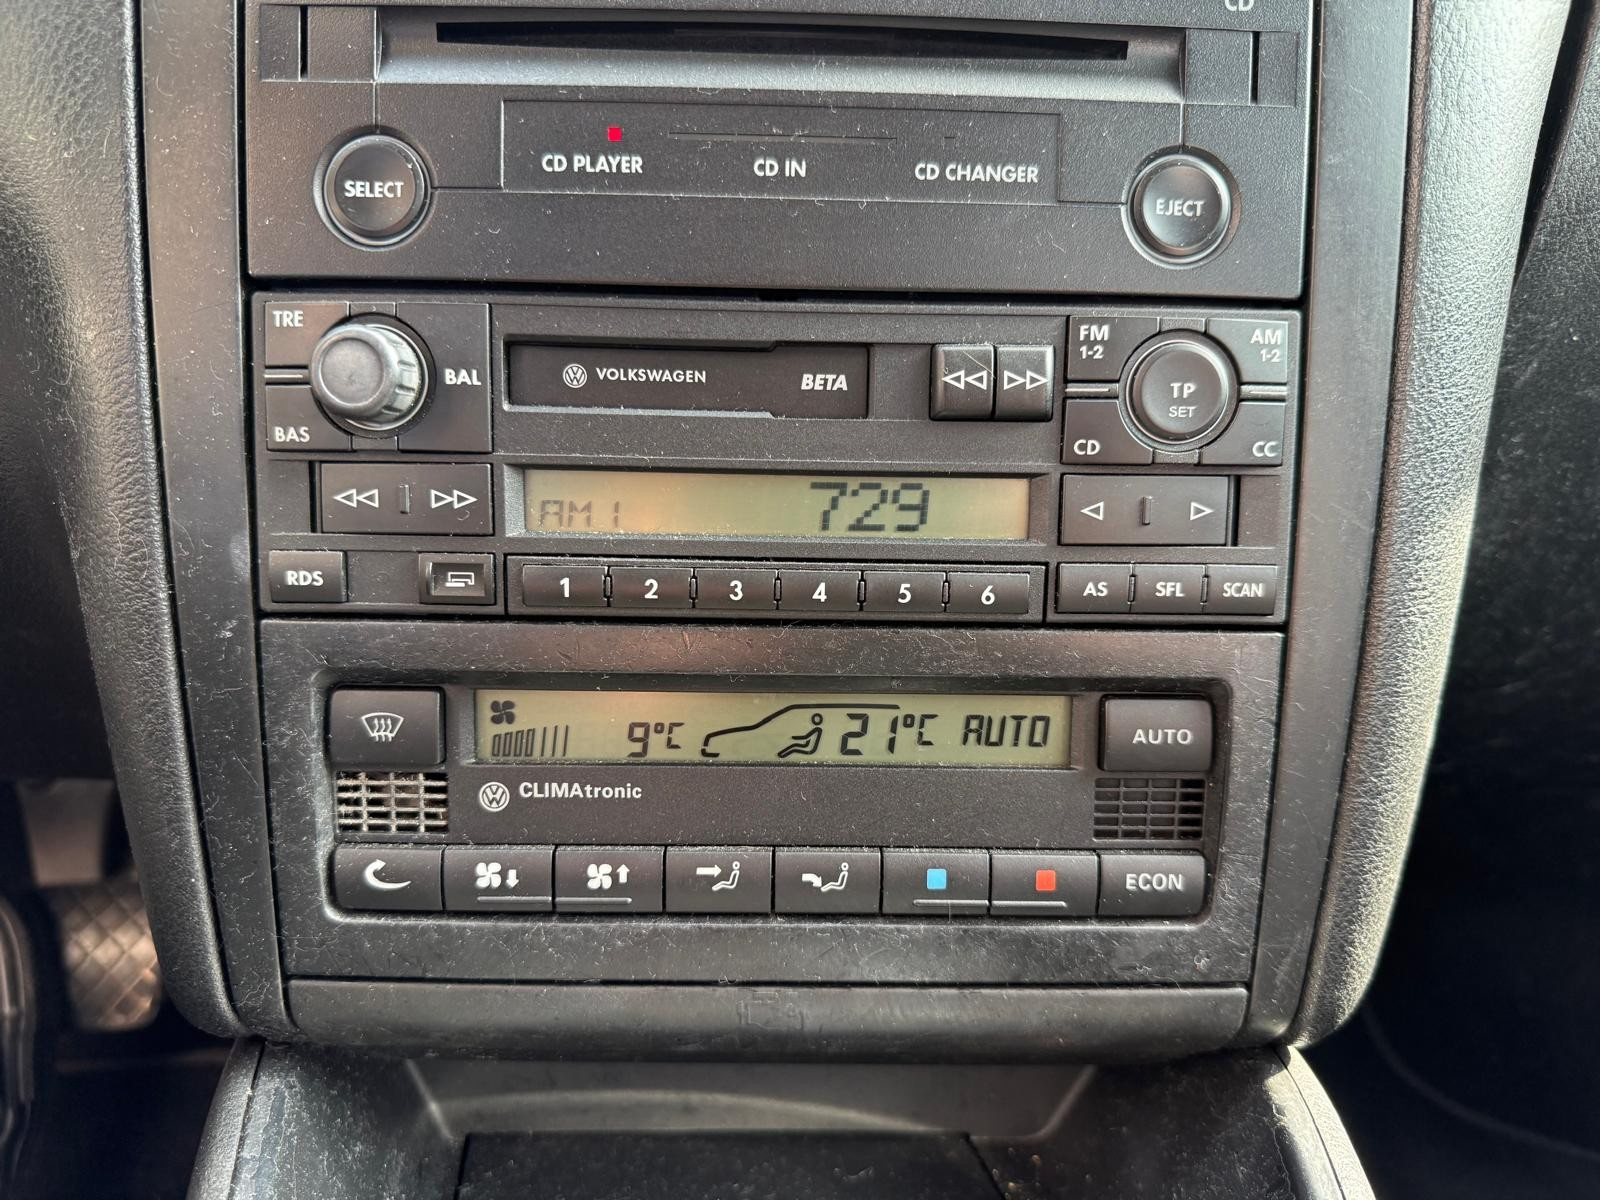 CD
SELECT
CD PLAYER
CD IN
CD CHANGER
EJECT
TRE
BAL
BAS
VOLKSWAGEN
BETA
FM
1-2
AM
1-2
TP
SET
CD
CC
AM 1
729
RDS
1 2 3 4 5 6
AS
SFL
SCAN
9°C
21°C AUTO
AUTO
CLIMAtronic
ECON